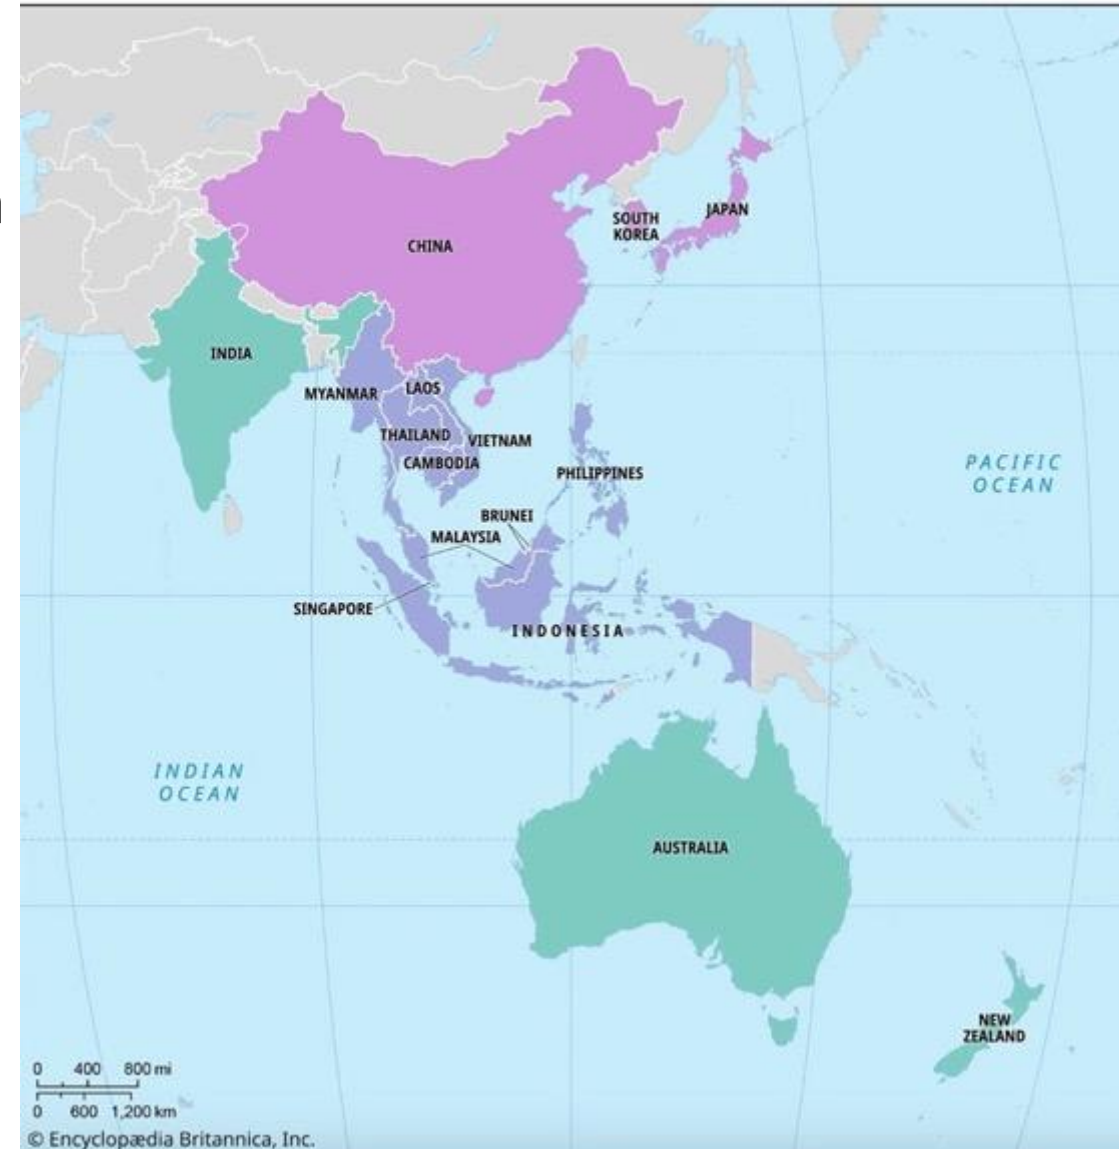 CHINA
SOUTH
KOREA
JAPAN
INDIA
MYANMAR
LAOS
THAILAND
VIETNAM
CAMBODIA
PHILIPPINES
BRUNEI
MALAYSIA
SINGAPORE
INDONESIA
PACIFIC
OCEAN
INDIAN
OCEAN
AUSTRALIA
NEW
ZEALAND
0 400 800 mi
0 600 1,200 km
© Encyclopædia Britannica, Inc.